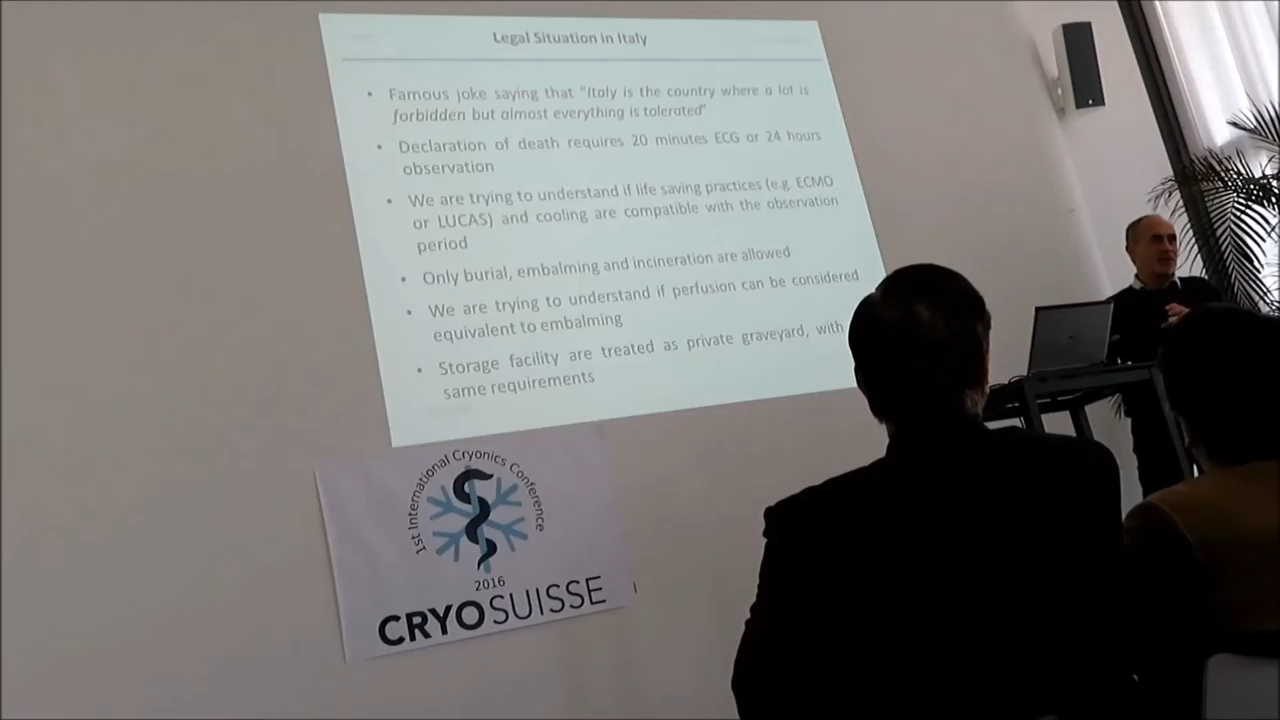 Legal Situation in Italy
• Famous joke saying that "Italy is the country where a lot is
forbidden but almost everything is tolerated"
• Declaration of death requires 20 minutes ECG or 24 hours
observation
• We are trying to understand if life saving practices (e.g. ECMO
or LUCAS) and cooling are compatible with the observation
period
• Only burial, embalming and incineration are allowed
• We are trying to understand if perfusion can be considered
equivalent to embalming
• Storage facility are treated as private graveyard, with
same requirements
1st International Cryonics Conference
2016
CRYOSUISSE